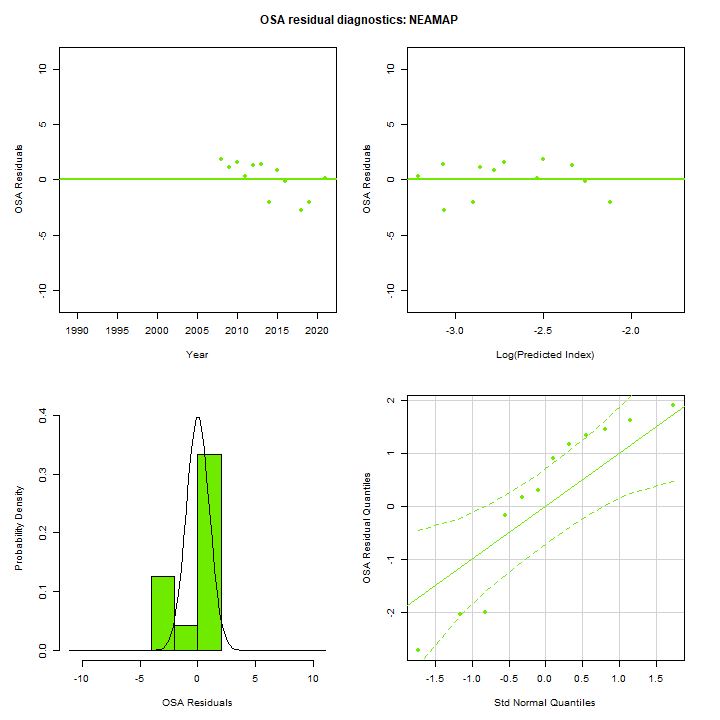 OSA residual diagnostics: NEAMAP
OSA Residuals
10
5
0
-5
-10
1990 1995 2000 2005 2010 2015 2020
Year
OSA Residuals
10
5
0
-5
-10
-3.0 -2.5 -2.0
Log(Predicted Index)
Probability Density
0.4
0.3
0.2
0.1
0.0
-10 -5 0 5 10
OSA Residuals
OSA Residual Quantiles
2
1
0
-1
-2
-1.5 -1.0 -0.5 0.0 0.5 1.0 1.5
Std Normal Quantiles